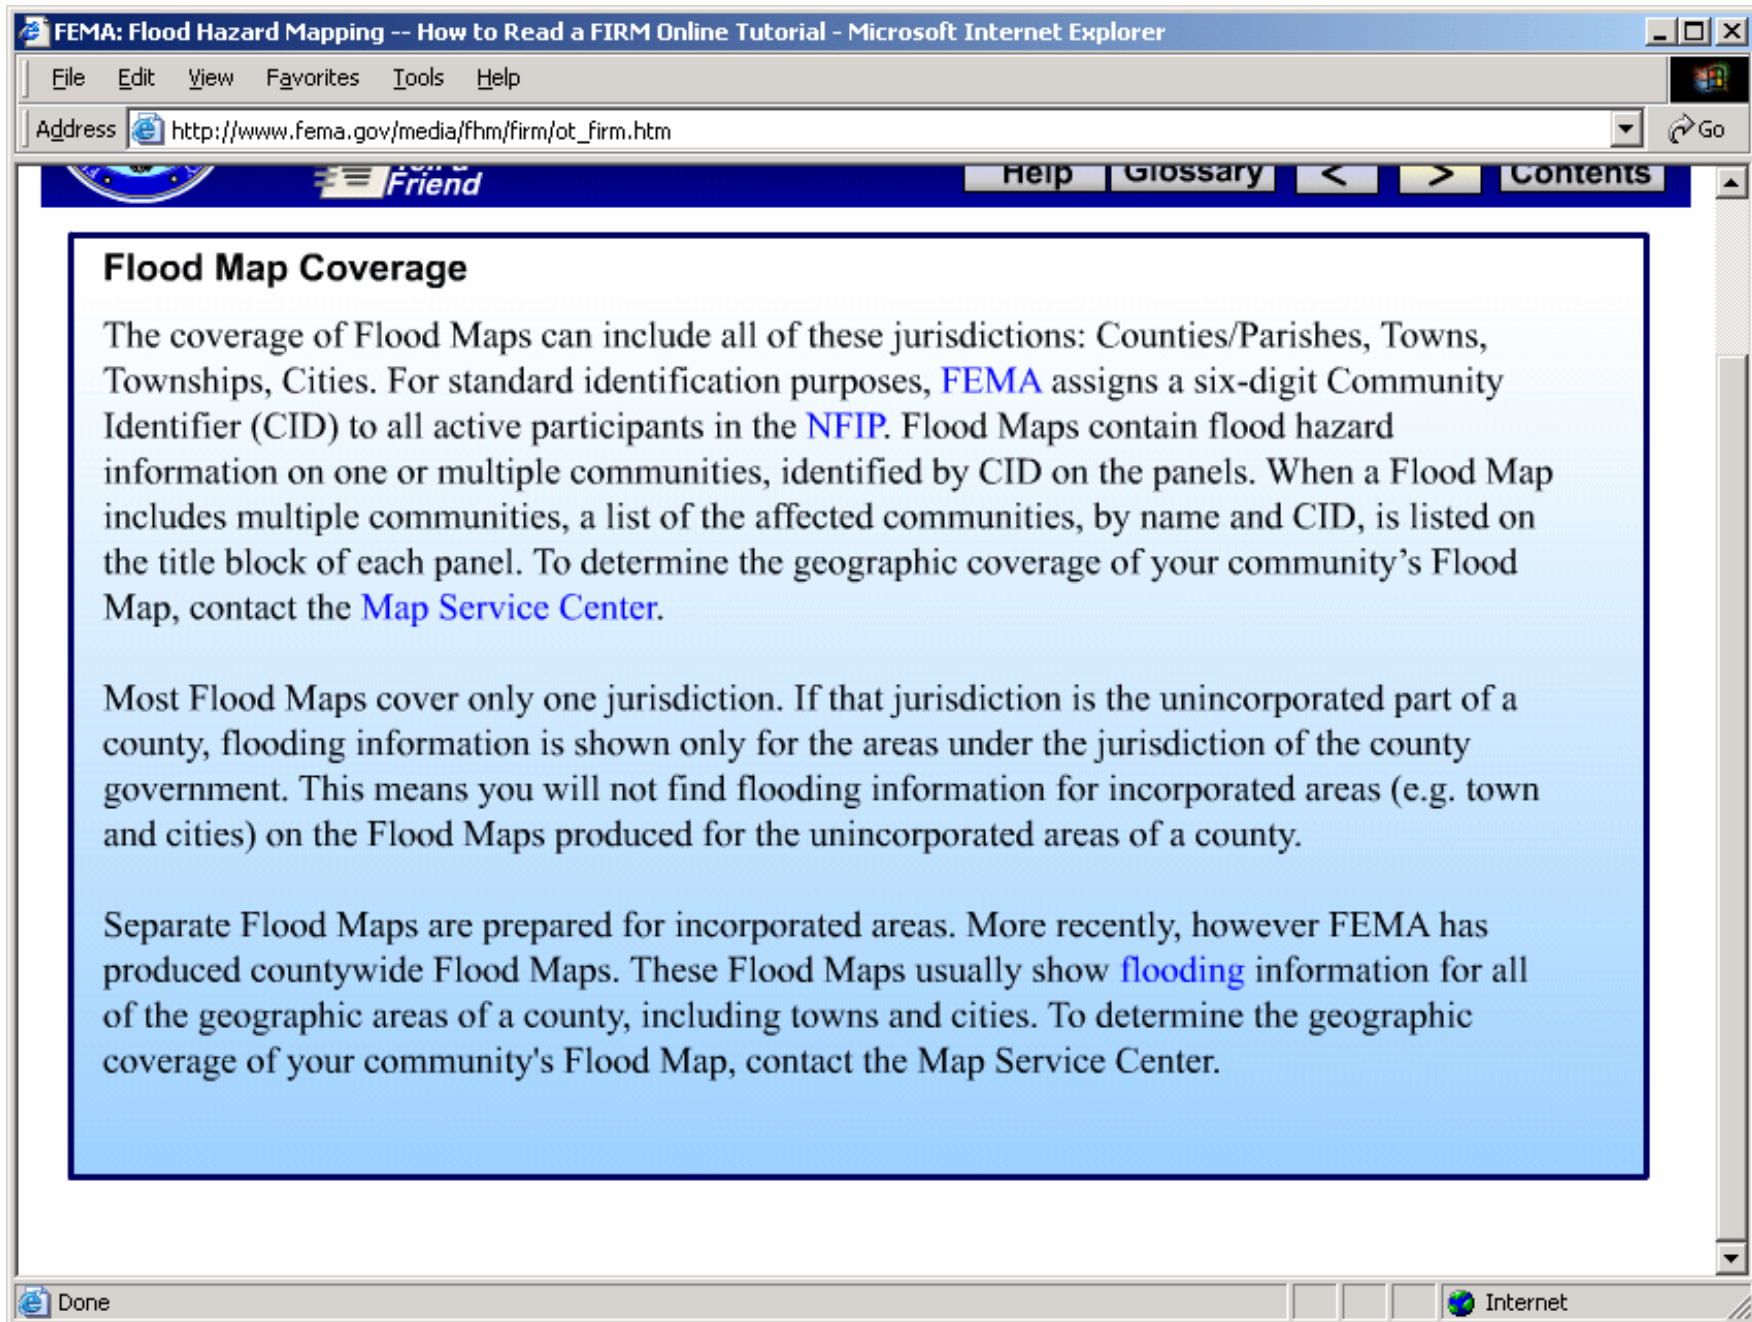 FEMA: Flood Hazard Mapping -- How to Read a FIRM Online Tutorial - Microsoft Internet Explorer
File Edit View Favorites Tools Help
Address http://www.fema.gov/media/fhm/firm/ot_firm.htm Go
Friend Help Glossary < > Contents
Flood Map Coverage
The coverage of Flood Maps can include all of these jurisdictions: Counties/Parishes, Towns,
Townships, Cities. For standard identification purposes, FEMA assigns a six-digit Community
Identifier (CID) to all active participants in the NFIP. Flood Maps contain flood hazard
information on one or multiple communities, identified by CID on the panels. When a Flood Map
includes multiple communities, a list of the affected communities, by name and CID, is listed on
the title block of each panel. To determine the geographic coverage of your community’s Flood
Map, contact the Map Service Center.
Most Flood Maps cover only one jurisdiction. If that jurisdiction is the unincorporated part of a
county, flooding information is shown only for the areas under the jurisdiction of the county
government. This means you will not find flooding information for incorporated areas (e.g. town
and cities) on the Flood Maps produced for the unincorporated areas of a county.
Separate Flood Maps are prepared for incorporated areas. More recently, however FEMA has
produced countywide Flood Maps. These Flood Maps usually show flooding information for all
of the geographic areas of a county, including towns and cities. To determine the geographic
coverage of your community's Flood Map, contact the Map Service Center.
Done Internet